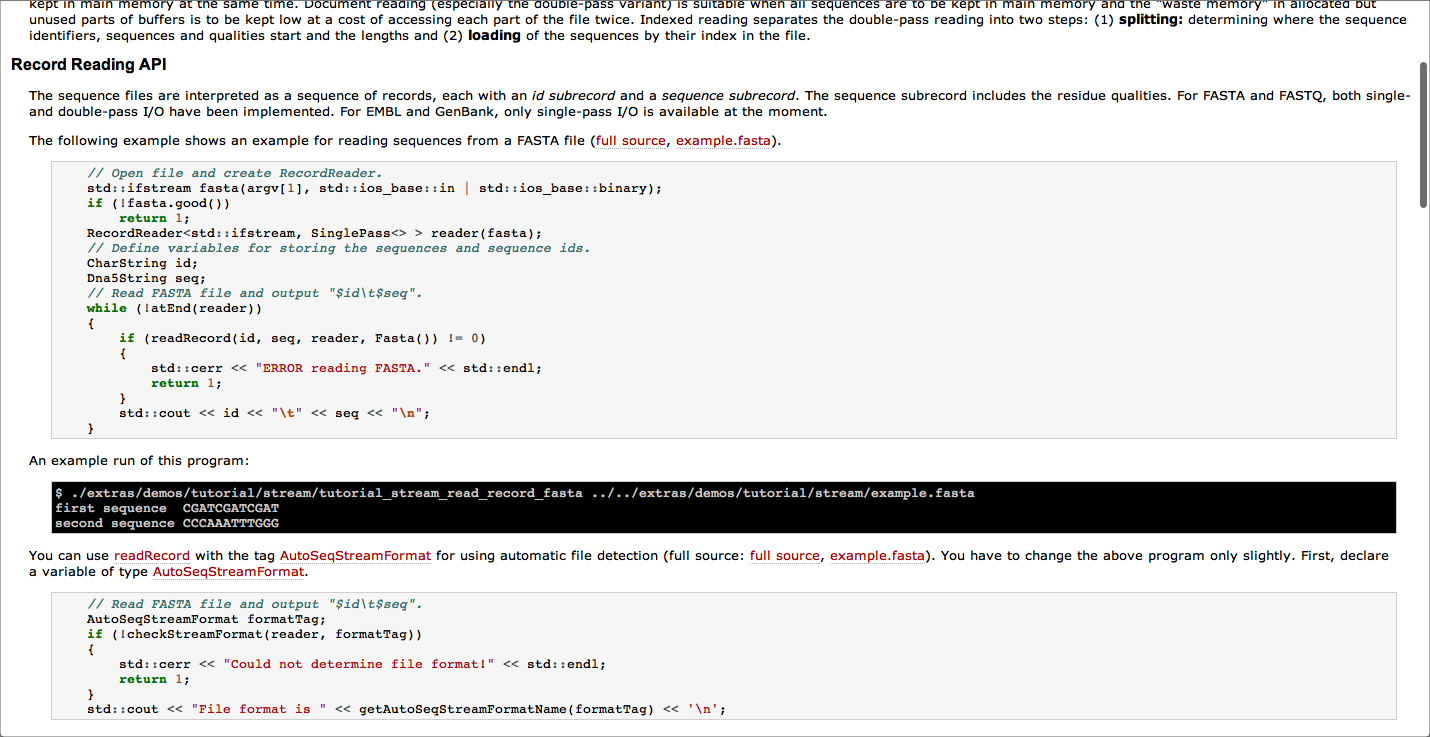 kept in main memory at the same time. Document reading (especially the double-pass variant) is suitable when all sequences are to be kept in main memory and the "waste memory" in allocated but
unused parts of buffers is to be kept low at a cost of accessing each part of the file twice. Indexed reading separates the double-pass reading into two steps: (1) splitting: determining where the sequence
identifiers, sequences and qualities start and the lengths and (2) loading of the sequences by their index in the file.
Record Reading API
The sequence files are interpreted as a sequence of records, each with an id subrecord and a sequence subrecord. The sequence subrecord includes the residue qualities. For FASTA and FASTQ, both single-
and double-pass I/O have been implemented. For EMBL and GenBank, only single-pass I/O is available at the moment.
The following example shows an example for reading sequences from a FASTA file (full source, example.fasta).
// Open file and create RecordReader.
std::ifstream fasta(argv[1], std::ios_base::in | std::ios_base::binary);
if (!fasta.good())
    return 1;
RecordReader<std::ifstream, SinglePass<> > reader(fasta);
// Define variables for storing the sequences and sequence ids.
CharString id;
Dna5String seq;
// Read FASTA file and output "$id\t$seq".
while (!atEnd(reader))
{
    if (readRecord(id, seq, reader, Fasta()) != 0)
    {
        std::cerr << "ERROR reading FASTA." << std::endl;
        return 1;
    }
    std::cout << id << "\t" << seq << "\n";
}
An example run of this program:
$ ./extras/demos/tutorial/stream/tutorial_stream_read_record_fasta ../../extras/demos/tutorial/stream/example.fasta
first sequence  CGATCGATCGAT
second sequence CCCAAATTTGGG
You can use readRecord with the tag AutoSeqStreamFormat for using automatic file detection (full source: full source, example.fasta). You have to change the above program only slightly. First, declare
a variable of type AutoSeqStreamFormat.
// Read FASTA file and output "$id\t$seq".
AutoSeqStreamFormat formatTag;
if (!checkStreamFormat(reader, formatTag))
{
    std::cerr << "Could not determine file format!" << std::endl;
    return 1;
}
std::cout << "File format is " << getAutoSeqStreamFormatName(formatTag) << '\n';